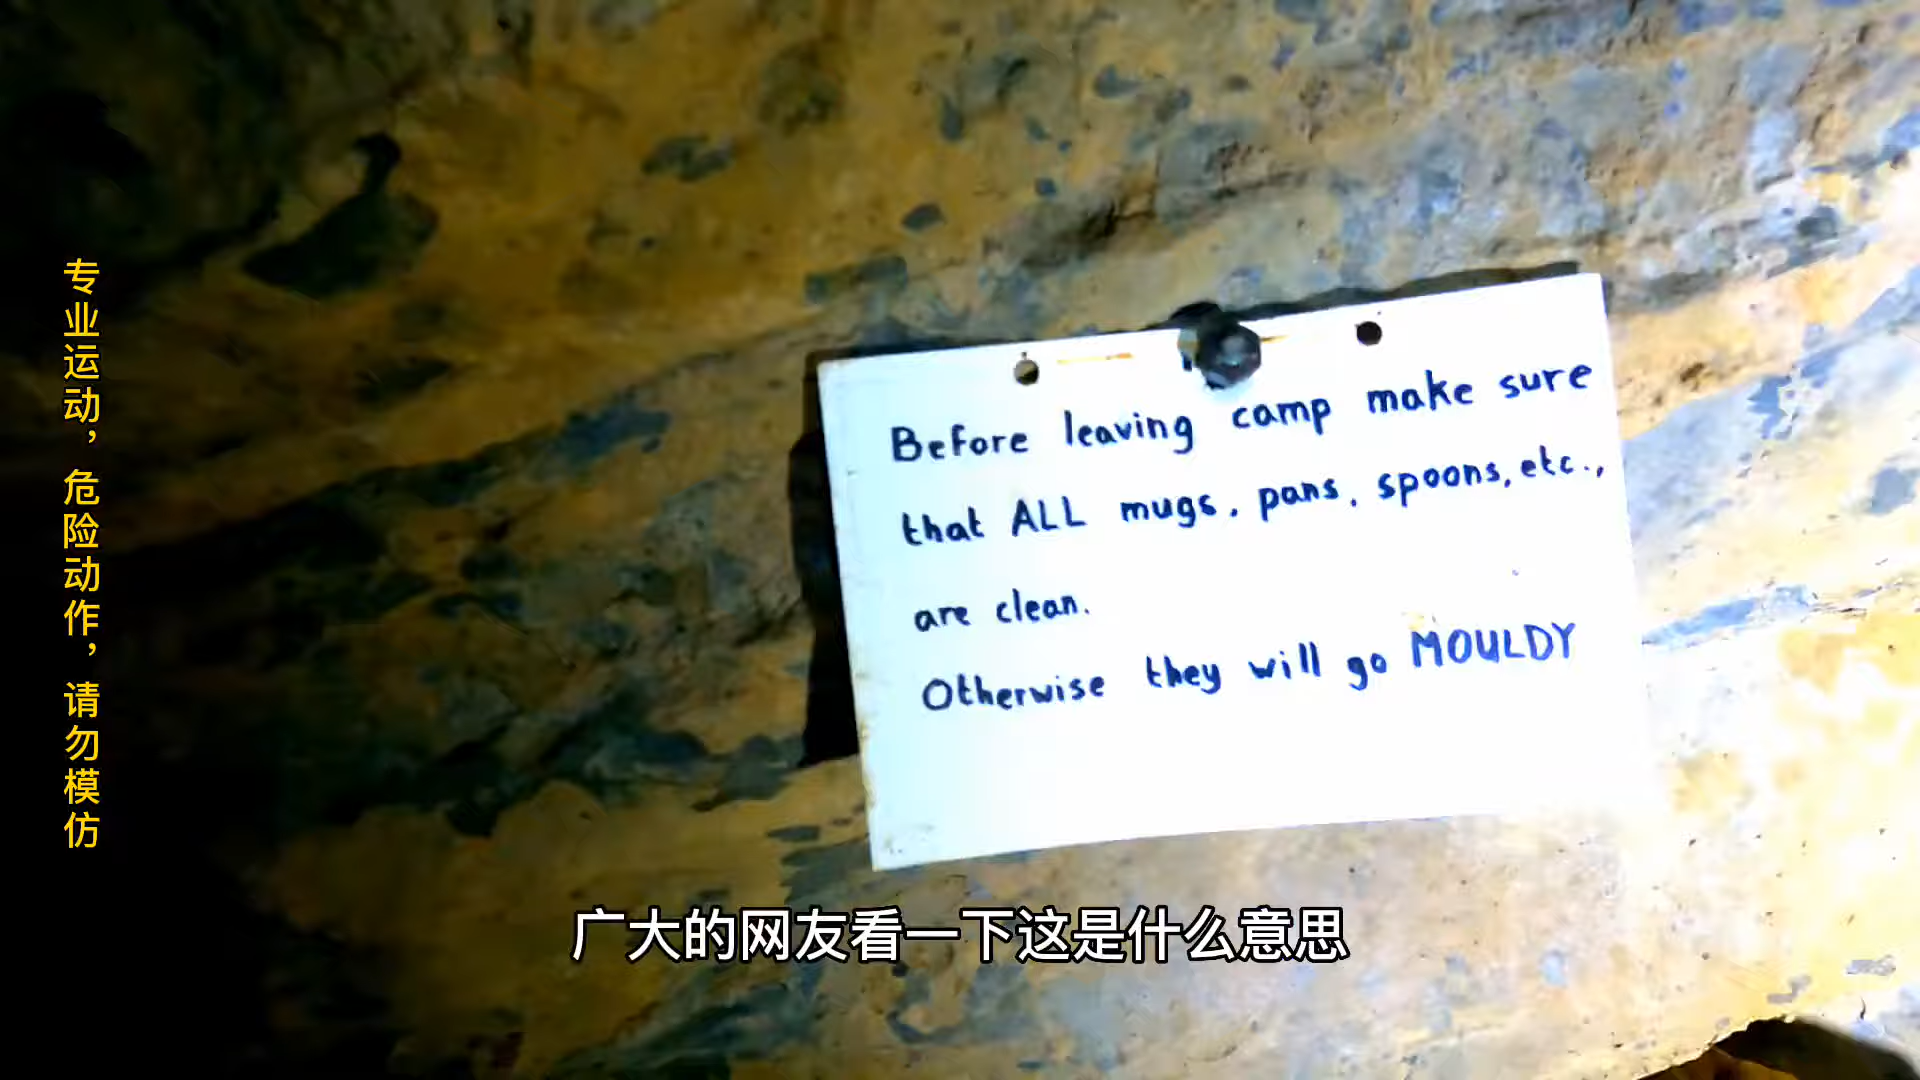 专业运动，危险动作，请勿模仿
Before leaving camp make sure
that ALL mugs, pans, spoons, etc.,
are clean.
Otherwise they will go MOULDY
广大的网友看一下这是什么意思